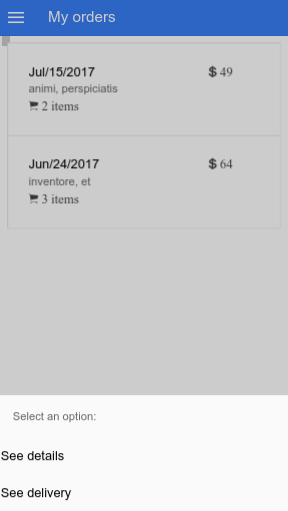 My orders
Jul/15/2017 $ 49
animi, perspiciatis
2 items
Jun/24/2017 $ 64
inventore, et
3 items
Select an option:
See details
See delivery